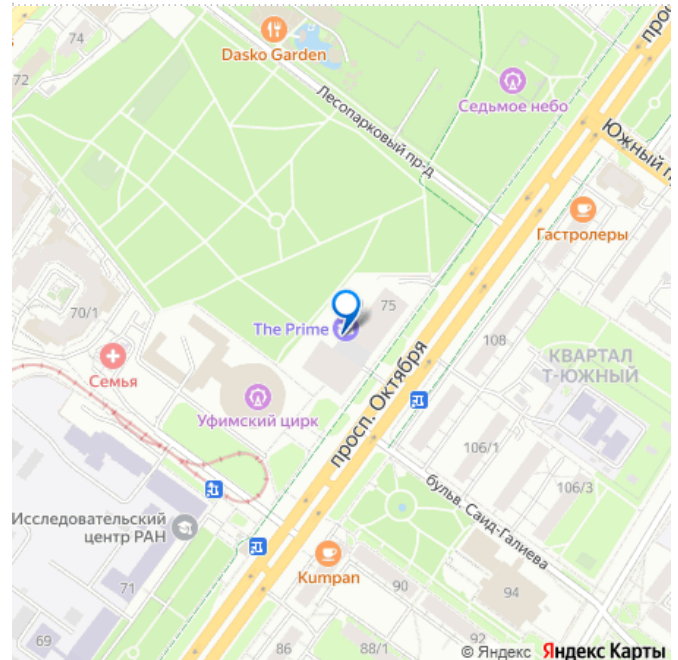 74
72
Dasko Garden
Седьмое небо
прос
Лесопарковый пр-д
Южный п
Гастролеры
75
The Prime
108
КВАРТАЛ
Т-ЮЖНЫЙ
70/1
Семья
Уфимский цирк
просп. Октября
106/1
106/3
бульв. Саид-Галиева
Исследовательский
центр РАН
Kumpan
71
90
94
69
86
88/1
92
© Яндекс Яндекс Карты